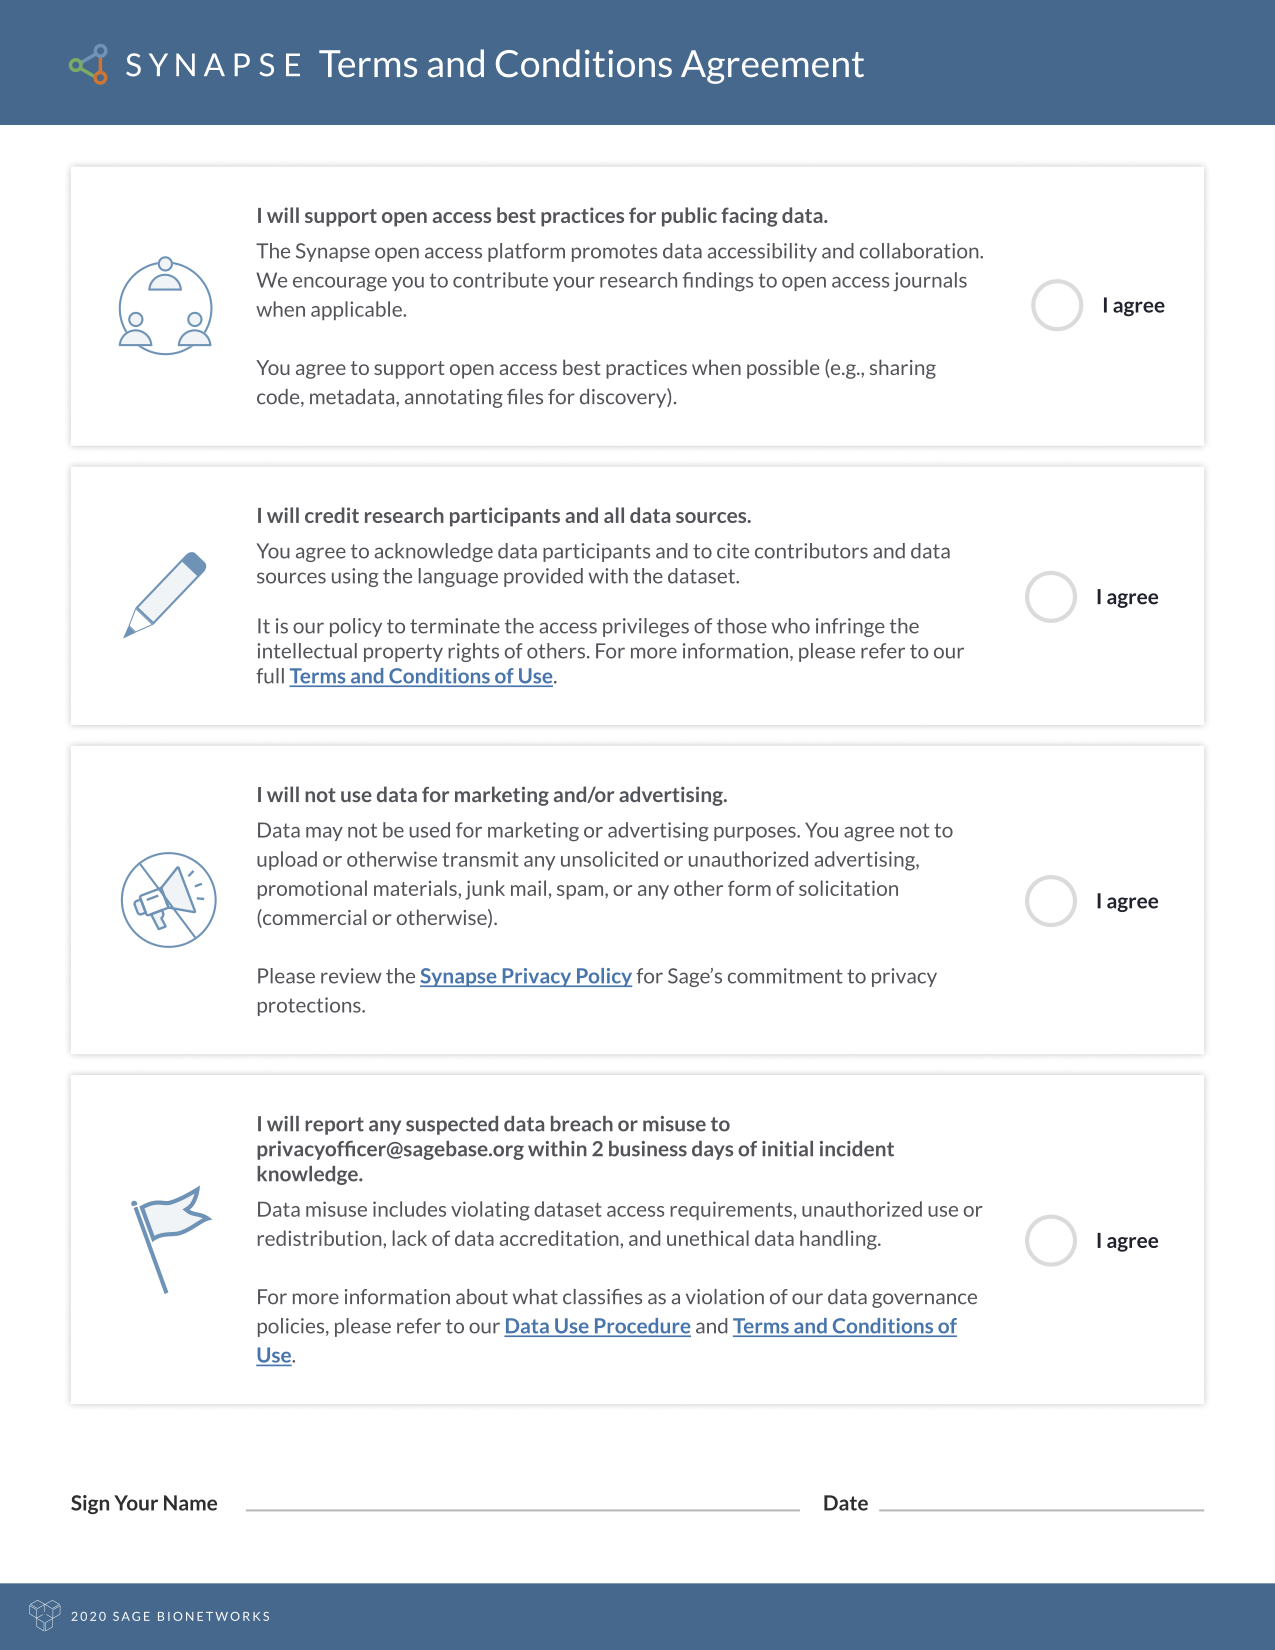 SYNAPSE Terms and Conditions Agreement
I will support open access best practices for public facing data.
The Synapse open access platform promotes data accessibility and collaboration.
We encourage you to contribute your research findings to open access journals
when applicable.
I agree
You agree to support open access best practices when possible (e.g., sharing
code, metadata, annotating files for discovery).
I will credit research participants and all data sources.
You agree to acknowledge data participants and to cite contributors and data
sources using the language provided with the dataset.
I agree
It is our policy to terminate the access privileges of those who infringe the
intellectual property rights of others. For more information, please refer to our
full Terms and Conditions of Use.
I will not use data for marketing and/or advertising.
Data may not be used for marketing or advertising purposes. You agree not to
upload or otherwise transmit any unsolicited or unauthorized advertising,
promotional materials, junk mail, spam, or any other form of solicitation
(commercial or otherwise).
I agree
Please review the Synapse Privacy Policy for Sage’s commitment to privacy
protections.
I will report any suspected data breach or misuse to
privacyofficer@sagebase.org within 2 business days of initial incident
knowledge.
Data misuse includes violating dataset access requirements, unauthorized use or
redistribution, lack of data accreditation, and unethical data handling.
I agree
For more information about what classifies as a violation of our data governance
policies, please refer to our Data Use Procedure and Terms and Conditions of
Use.
Sign Your Name
Date
2020 SAGE BIONETWORKS